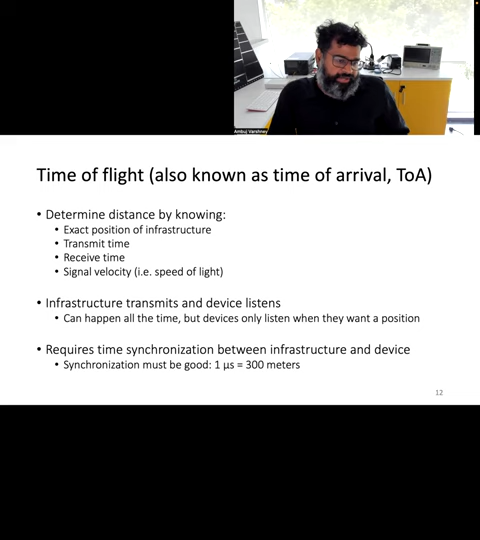 Ambuj Varshney
Time of flight (also known as time of arrival, ToA)
• Determine distance by knowing:
• Exact position of infrastructure
• Transmit time
• Receive time
• Signal velocity (i.e. speed of light)
• Infrastructure transmits and device listens
• Can happen all the time, but devices only listen when they want a position
• Requires time synchronization between infrastructure and device
• Synchronization must be good: 1 µs = 300 meters
12